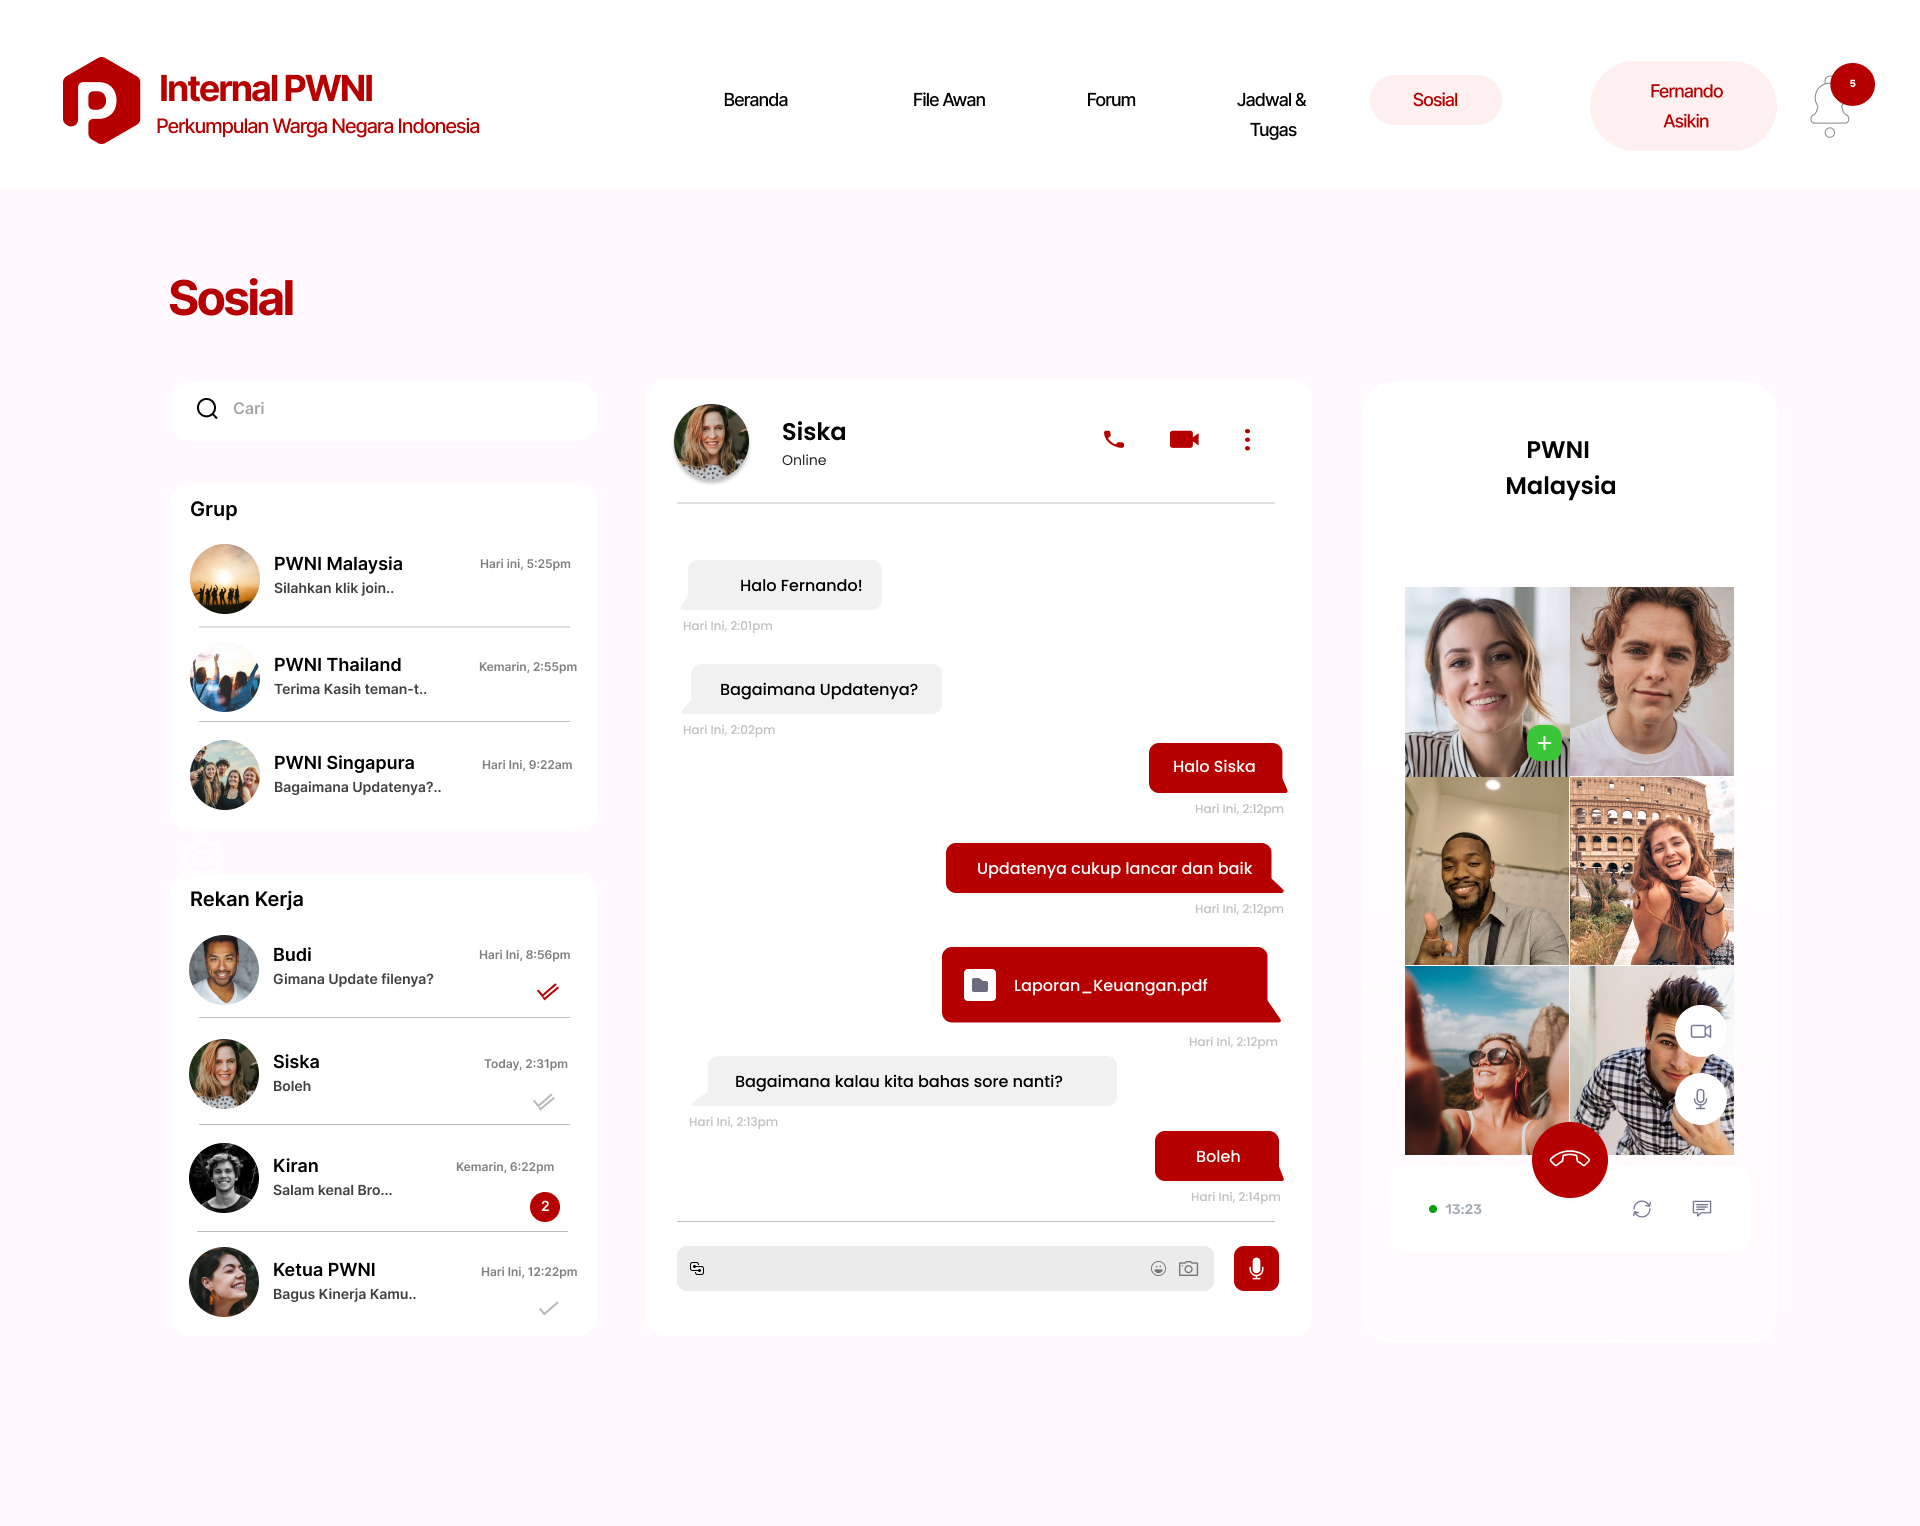 Internal PWNI
Perkumpulan Warga Negara Indonesia
Beranda
File Awan
Forum
Jadwal &
Tugas
Sosial
Fernando
Asikin
5
Sosial
Cari
Grup
PWNI Malaysia
Hari ini, 5:25pm
Silahkan klik join..
PWNI Thailand
Kemarin, 2:55pm
Terima Kasih teman-t..
PWNI Singapura
Hari Ini, 9:22am
Bagaimana Updatenya?..
Rekan Kerja
Budi
Hari Ini, 8:56pm
Gimana Update filenya?
Siska
Today, 2:31pm
Boleh
Kiran
Kemarin, 6:22pm
Salam kenal Bro...
2
Ketua PWNI
Hari Ini, 12:22pm
Bagus Kinerja Kamu..
Siska
Online
Halo Fernando!
Hari Ini, 2:01pm
Bagaimana Updatenya?
Hari Ini, 2:02pm
Halo Siska
Hari Ini, 2:12pm
Updatenya cukup lancar dan baik
Hari Ini, 2:12pm
Laporan_Keuangan.pdf
Hari Ini, 2:12pm
Bagaimana kalau kita bahas sore nanti?
Hari Ini, 2:13pm
Boleh
Hari Ini, 2:14pm
PWNI
Malaysia
13:23